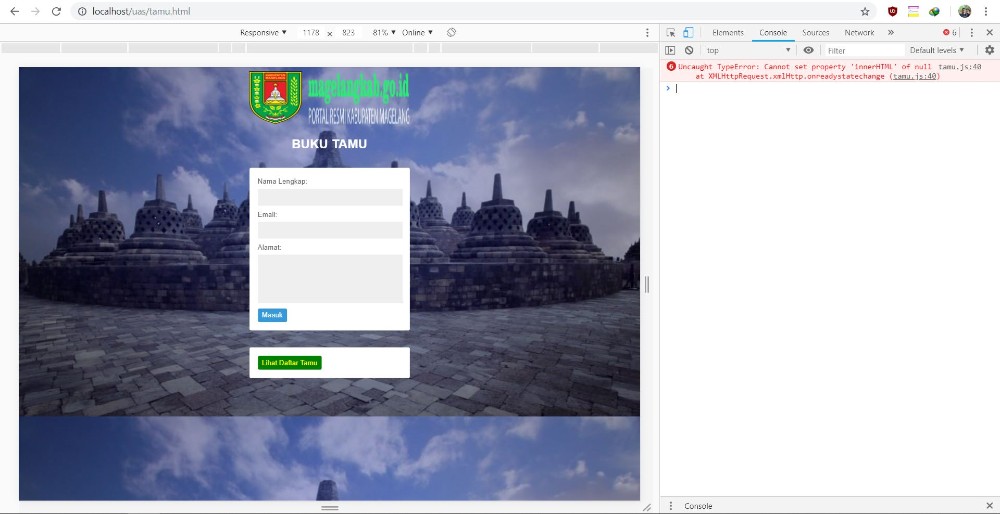 localhost/uas/tamu.html
Responsive ▼ 1178 × 823 81% ▼ Online ▼
Elements Console Sources Network » 6
top ▼ Filter Default levels ▼
6 Uncaught TypeError: Cannot set property 'innerHTML' of null tamu.js:40
at XMLHttpRequest.xmlHttp.onreadystatechange (tamu.js:40)
KABUPATEN
MAGELANG
magelangkab.go.id
PORTAL RESMI KABUPATEN MAGELANG
BUKU TAMU
Nama Lengkap:
Email:
Alamat:
Masuk
Lihat Daftar Tamu
Console